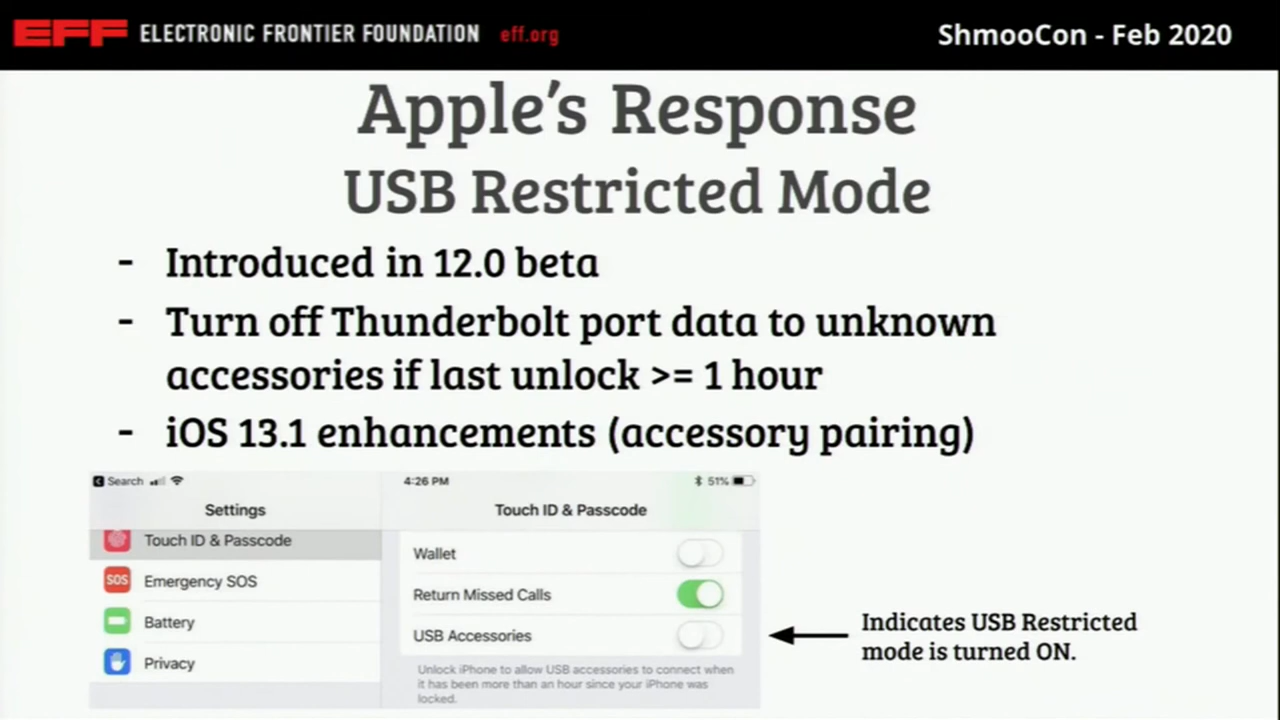 EFF ELECTRONIC FRONTIER FOUNDATION eff.org
ShmooCon - Feb 2020
Apple’s Response
USB Restricted Mode
- Introduced in 12.0 beta
- Turn off Thunderbolt port data to unknown
accessories if last unlock >= 1 hour
- iOS 13.1 enhancements (accessory pairing)
Search
4:26 PM
51%
Settings
Touch ID & Passcode
Touch ID & Passcode
Wallet
SOS Emergency SOS
Return Missed Calls
Battery
USB Accessories
Indicates USB Restricted
mode is turned ON.
Privacy
Unlock iPhone to allow USB accessories to connect when
it has been more than an hour since your iPhone was
locked.